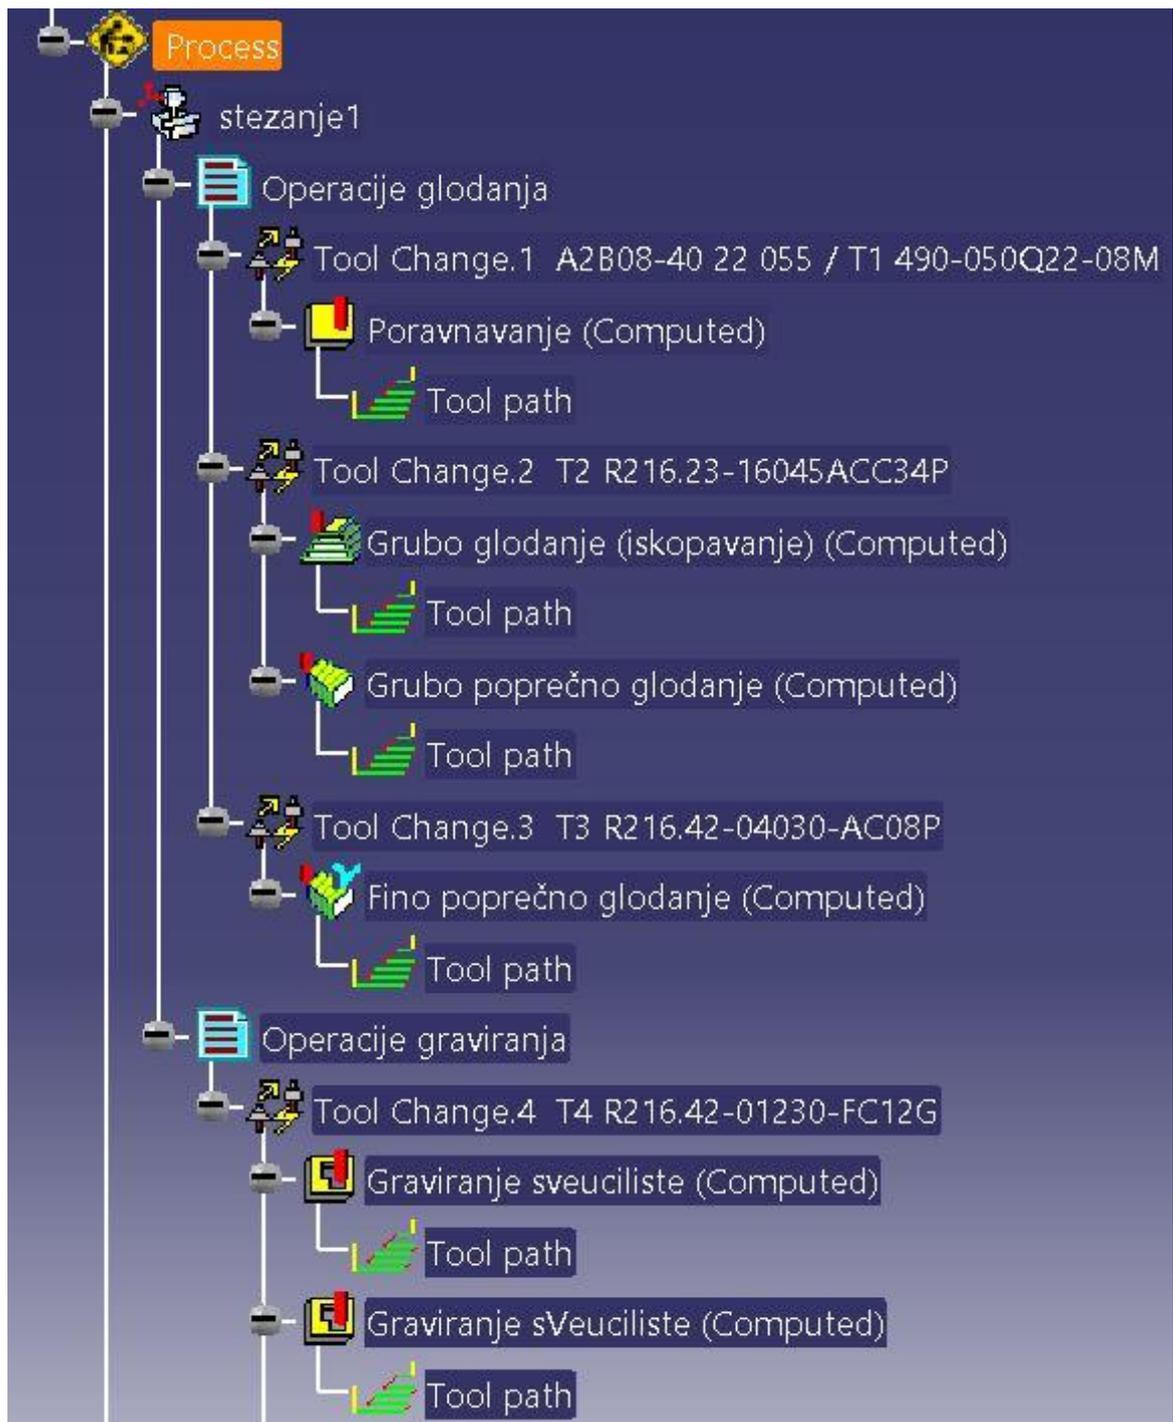 Process
stezanje1
Operacije glodanja
Tool Change.1 A2B08-40 22 055 / T1 490-050Q22-08M
Poravnavanje (Computed)
Tool path
Tool Change.2 T2 R216.23-16045ACC34P
Grubo glodanje (iskopavanje) (Computed)
Tool path
Grubo poprečno glodanje (Computed)
Tool path
Tool Change.3 T3 R216.42-04030-AC08P
Fino poprečno glodanje (Computed)
Tool path
Operacije graviranja
Tool Change.4 T4 R216.42-01230-FC12G
Graviranje sveuciliste (Computed)
Tool path
Graviranje sVeuciliste (Computed)
Tool path